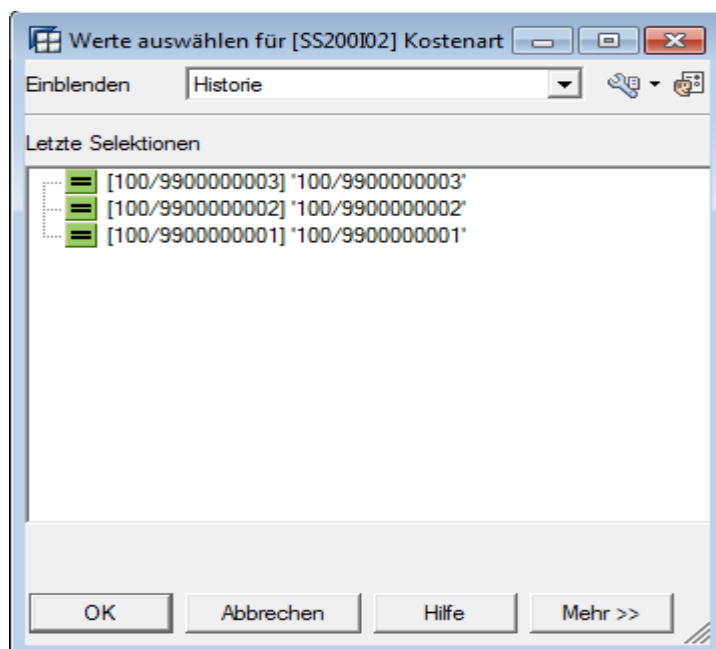 Werte auswählen für [SS200I02] Kostenart
Einblenden Historie
Letzte Selektionen
[100/9900000003] '100/9900000003'
[100/9900000002] '100/9900000002'
[100/9900000001] '100/9900000001'
OK Abbrechen Hilfe Mehr >>